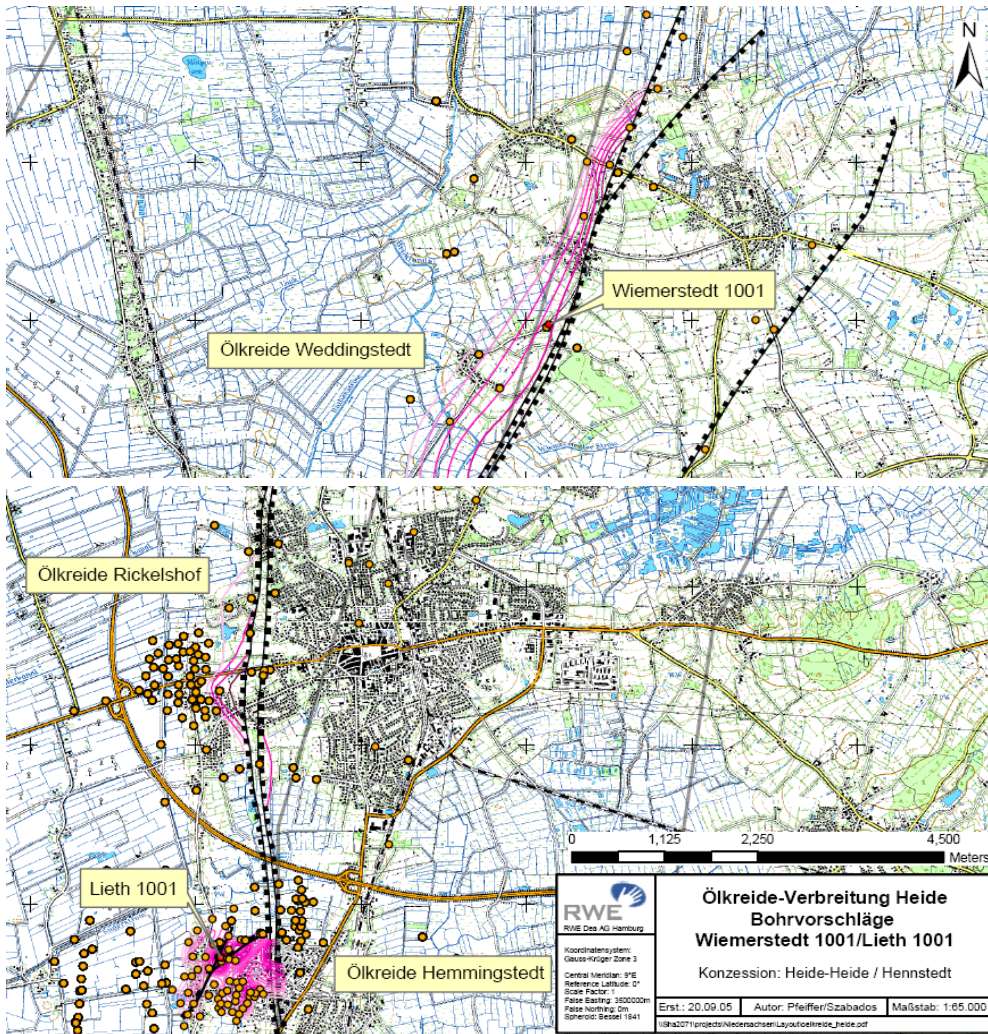 N
Wiemerstedt 1001
Ölkreide Weddingstedt
Ölkreide Rickelshof
Lieth 1001
Ölkreide Hemmingstedt
0 1,125 2,250 4,500
Meters
RWE
RWE Dea AG Hamburg
Koordinatensystem:
Gauss-Krüger Zone 3
Central Meridian: 9°E
Reference Latitude: 0°
Scale Factor: 1
False Easting: 3500000m
False Northing: 0m
Spheroid: Bessel 1841
Ölkreide-Verbreitung Heide
Bohrvorschläge
Wiemerstedt 1001/Lieth 1001
Konzession: Heide-Heide / Hennstedt
Erst.: 20.09.05 Autor: Pfeiffer/Szabados Maßstab: 1:65.000